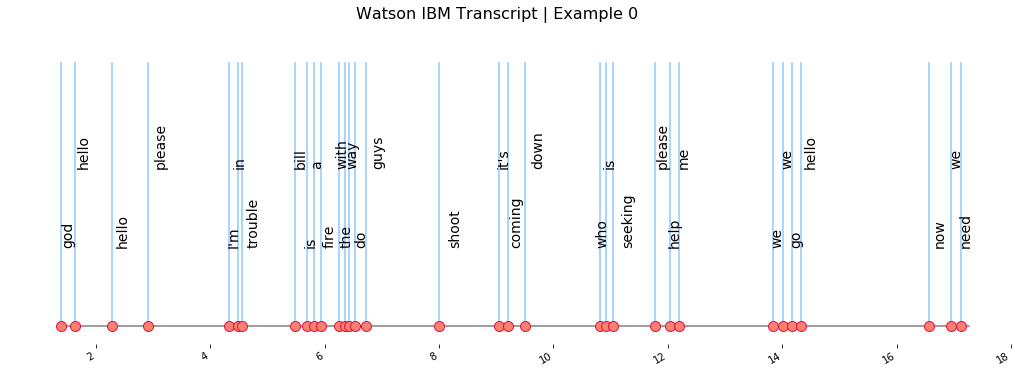 Watson IBM Transcript | Example 0
god
hello
hello
please
I'm
in
trouble
bill
is
a
fire
with
the
way
do
guys
shoot
it's
coming
down
who
is
seeking
please
help
me
we
we
go
hello
now
we
need
2
4
6
8
10
12
14
16
18